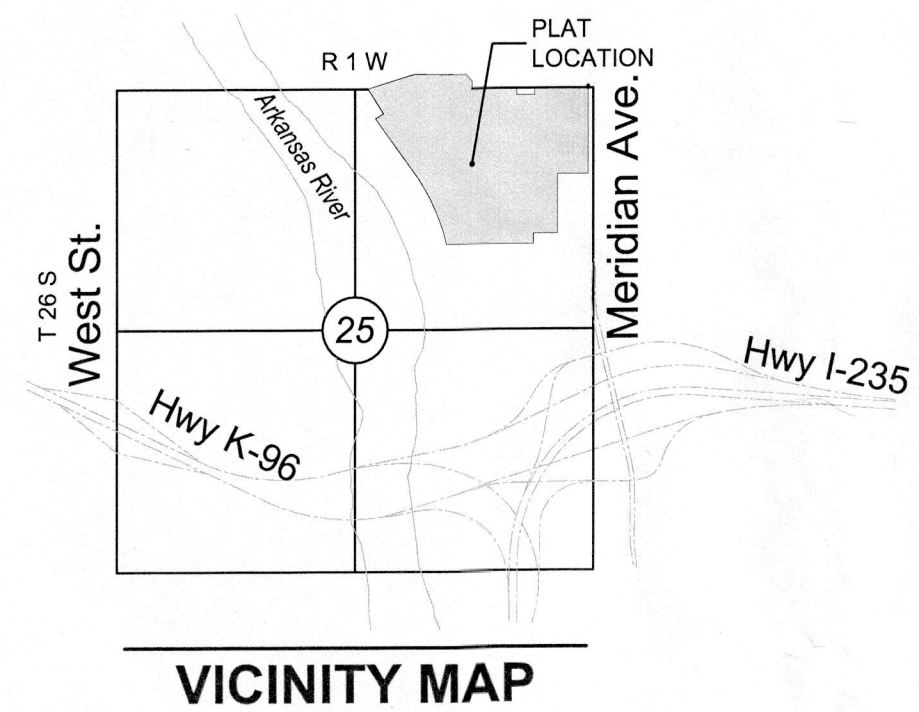 PLAT
LOCATION
R 1 W
Arkansas River
Meridian Ave.
T 26 S
West St.
25
Hwy I-235
Hwy K-96
VICINITY MAP